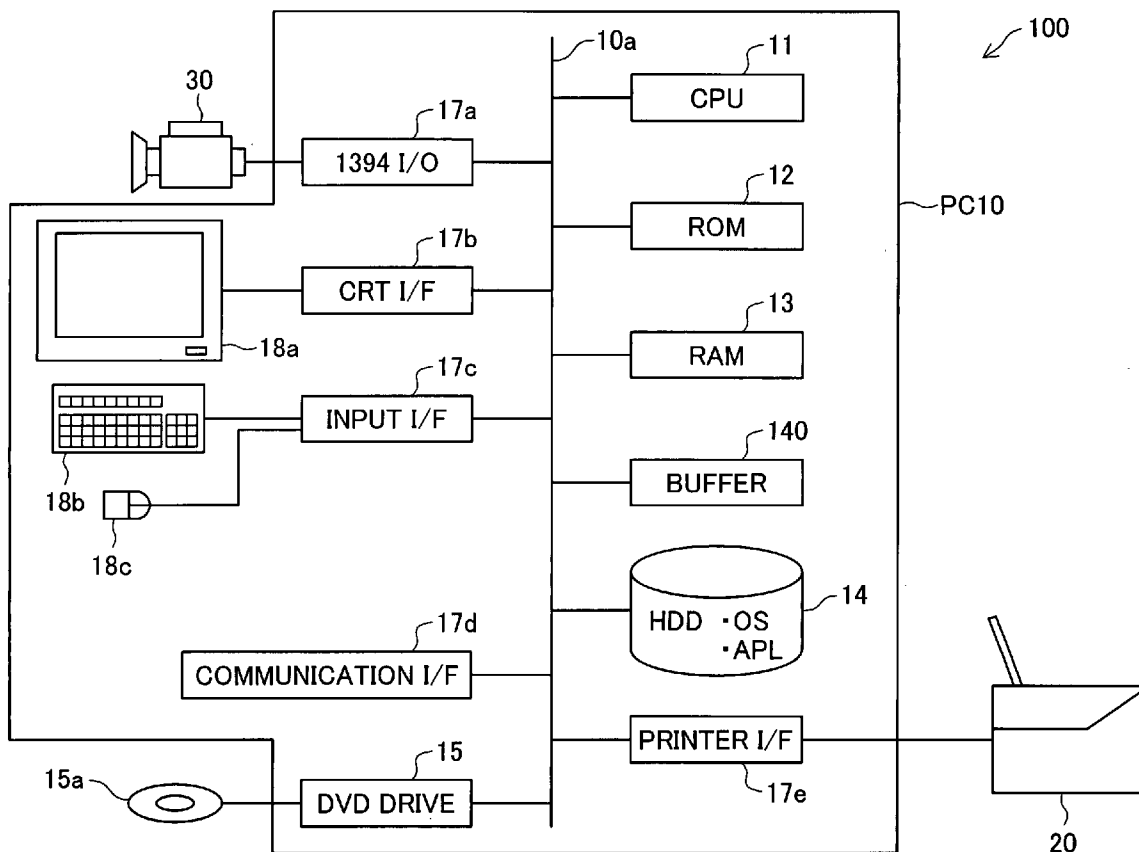 100
10a
11
CPU
30
17a
1394 I/O
12
ROM
PC10
17b
CRT I/F
18a
13
RAM
17c
INPUT I/F
18b
18c
140
BUFFER
HDD ・OS
・APL
14
17d
COMMUNICATION I/F
PRINTER I/F
17e
15
DVD DRIVE
15a
20